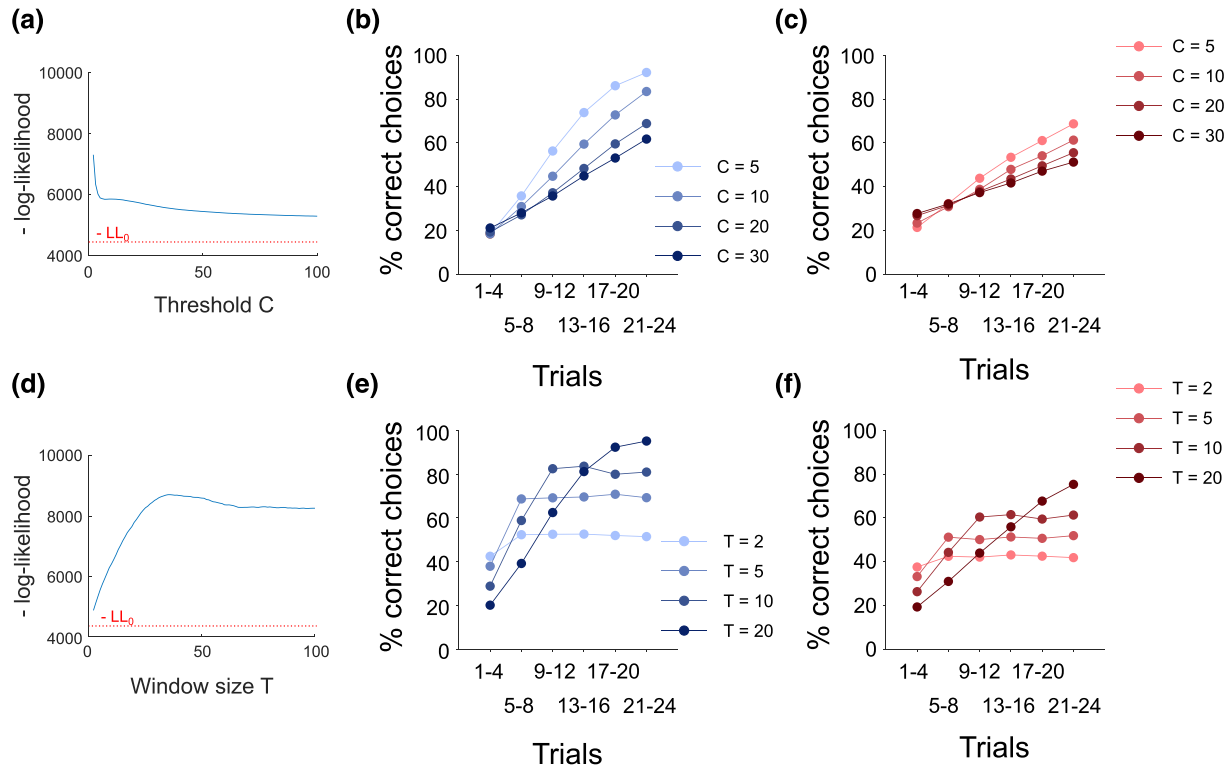 (a)
10000
8000
6000
4000
- log-likelihood
- LL0
0
50
100
Threshold C
(b)
100
80
60
40
20
0
% correct choices
C = 5
C = 10
C = 20
C = 30
1-4
9-12
17-20
5-8
13-16
21-24
Trials
(c)
100
80
60
40
20
0
% correct choices
C = 5
C = 10
C = 20
C = 30
1-4
9-12
17-20
5-8
13-16
21-24
Trials
(d)
10000
8000
6000
4000
- log-likelihood
- LL0
0
50
100
Window size T
(e)
100
80
60
40
20
0
% correct choices
T = 2
T = 5
T = 10
T = 20
1-4
9-12
17-20
5-8
13-16
21-24
Trials
(f)
100
80
60
40
20
0
% correct choices
T = 2
T = 5
T = 10
T = 20
1-4
9-12
17-20
5-8
13-16
21-24
Trials